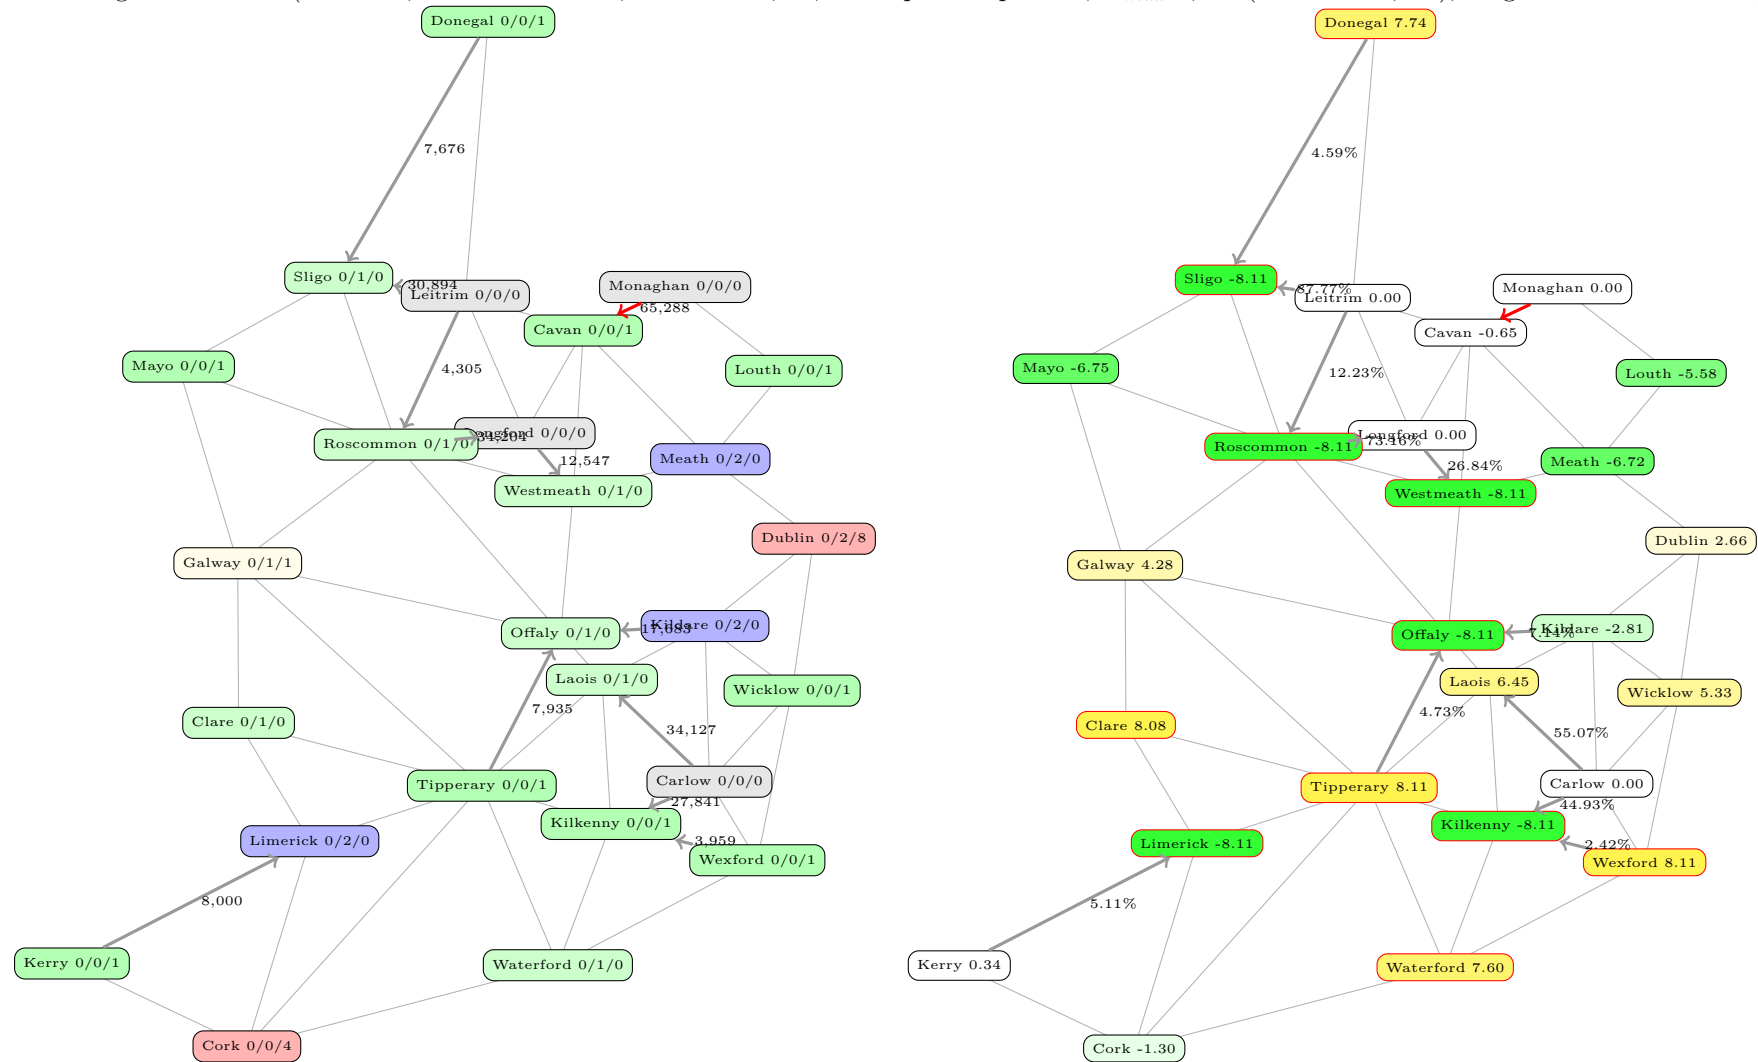 Donegal 0/0/1
7,676
Sligo 0/1/0
30,894
Leitrim 0/0/0
Monaghan 0/0/0
65,288
Cavan 0/0/1
Mayo 0/0/1
4,305
Louth 0/0/1
Roscommon 0/1/0
34,204
Longford 0/0/0
12,547
Meath 0/2/0
Westmeath 0/1/0
Dublin 0/2/8
Galway 0/1/1
Offaly 0/1/0
17,683
Kildare 0/2/0
Laois 0/1/0
Wicklow 0/0/1
7,935
Clare 0/1/0
34,127
Tipperary 0/0/1
Carlow 0/0/0
27,841
Kilkenny 0/0/1
3,959
Limerick 0/2/0
Wexford 0/0/1
8,000
Kerry 0/0/1
Waterford 0/1/0
Cork 0/0/4
Donegal 7.74
4.59%
Sligo -8.11
87.77%
Leitrim 0.00
Monaghan 0.00
Cavan -0.65
Mayo -6.75
12.23%
Louth -5.58
Roscommon -8.11
73.16%
Longford 0.00
26.84%
Meath -6.72
Westmeath -8.11
Dublin 2.66
Galway 4.28
Offaly -8.11
7.14%
Kildare -2.81
Laois 6.45
Wicklow 5.33
4.73%
Clare 8.08
55.07%
Tipperary 8.11
Carlow 0.00
44.93%
Kilkenny -8.11
2.42%
Limerick -8.11
Wexford 8.11
5.11%
Kerry 0.34
Waterford 7.60
Cork -1.30